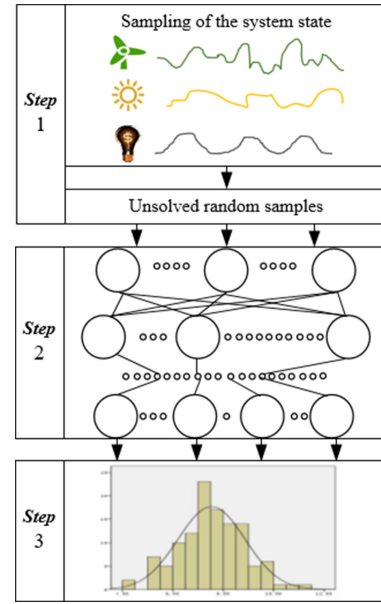 Sampling of the system state
Step
1
Unsolved random samples
Step
2
Step
3